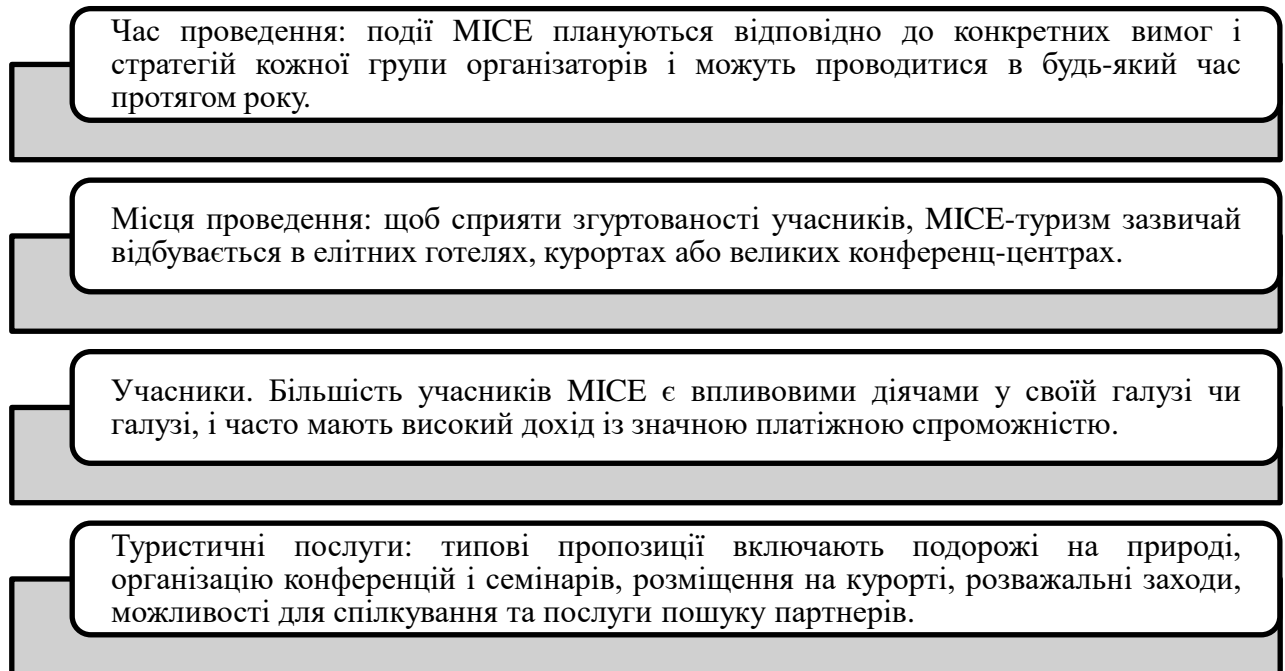 Час проведення: події MICE плануються відповідно до конкретних вимог і
стратегій кожної групи організаторів і можуть проводитися в будь-який час
протягом року.
Місця проведення: щоб сприяти згуртованості учасників, MICE-туризм зазвичай
відбувається в елітних готелях, курортах або великих конференц-центрах.
Учасники. Більшість учасників MICE є впливовими діячами у своїй галузі чи
галузі, і часто мають високий дохід із значною платіжною спроможністю.
Туристичні послуги: типові пропозиції включають подорожі на природі,
організацію конференцій і семінарів, розміщення на курорті, розважальні заходи,
можливості для спілкування та послуги пошуку партнерів.